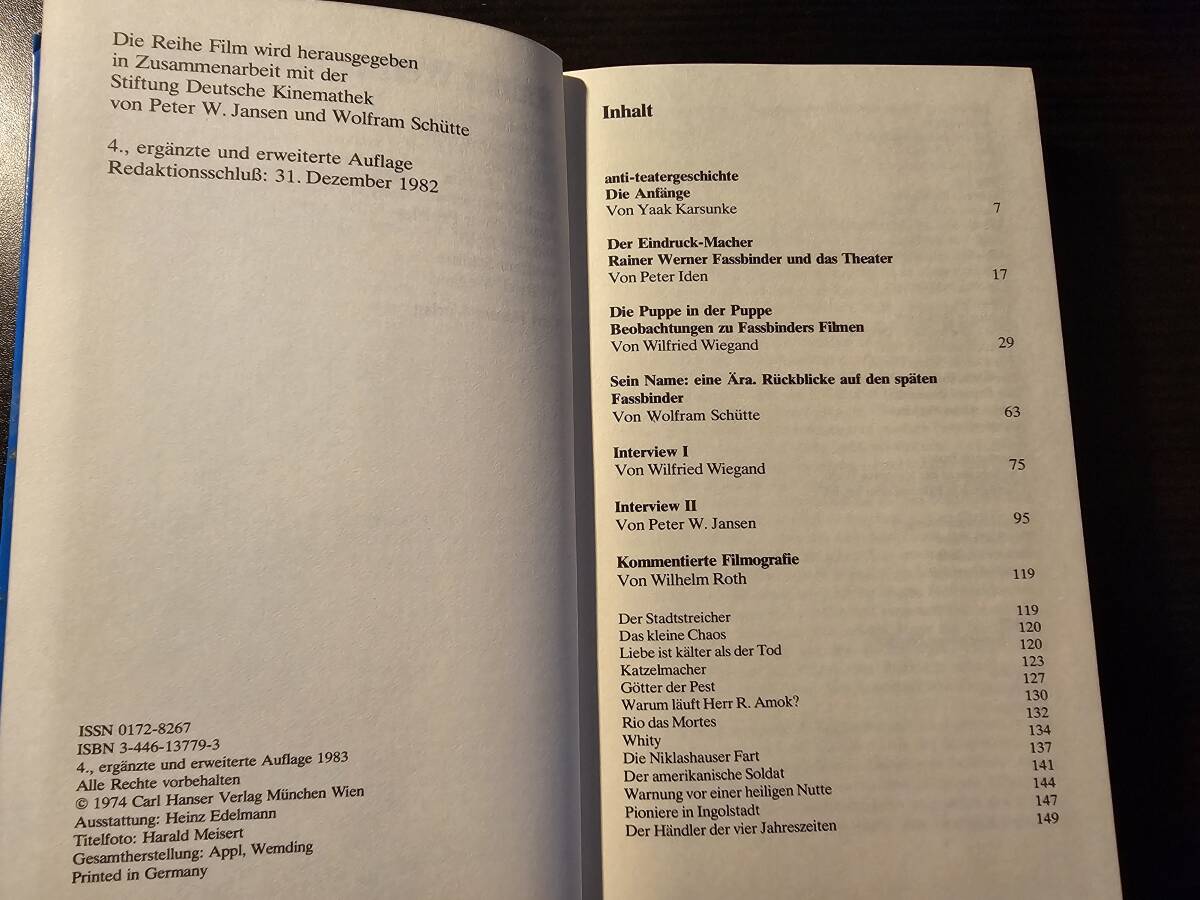 Die Reihe Film wird herausgegeben
in Zusammenarbeit mit der
Stiftung Deutsche Kinemathek
von Peter W. Jansen und Wolfram Schütte
4., ergänzte und erweiterte Auflage
Redaktionsschluß: 31. Dezember 1982
ISSN 0172-8267
ISBN 3-446-13779-3
4., ergänzte und erweiterte Auflage 1983
Alle Rechte vorbehalten
© 1974 Carl Hanser Verlag München Wien
Ausstattung: Heinz Edelmann
Titelfoto: Harald Meisert
Gesamtherstellung: Appl, Wemding
Printed in Germany
Inhalt
anti-teatergeschichte
Die Anfänge
Von Yaak Karsunke 7
Der Eindruck-Macher
Rainer Werner Fassbinder und das Theater
Von Peter Iden 17
Die Puppe in der Puppe
Beobachtungen zu Fassbinders Filmen
Von Wilfried Wiegand 29
Sein Name: eine Ära. Rückblicke auf den späten
Fassbinder
Von Wolfram Schütte 63
Interview I
Von Wilfried Wiegand 75
Interview II
Von Peter W. Jansen 95
Kommentierte Filmografie
Von Wilhelm Roth 119
Der Stadtstreicher 119
Das kleine Chaos 120
Liebe ist kälter als der Tod 120
Katzelmacher 123
Götter der Pest 127
Warum läuft Herr R. Amok? 130
Rio das Mortes 132
Whity 134
Die Niklashauser Fart 137
Der amerikanische Soldat 141
Warnung vor einer heiligen Nutte 144
Pioniere in Ingolstadt 147
Der Händler der vier Jahreszeiten 149